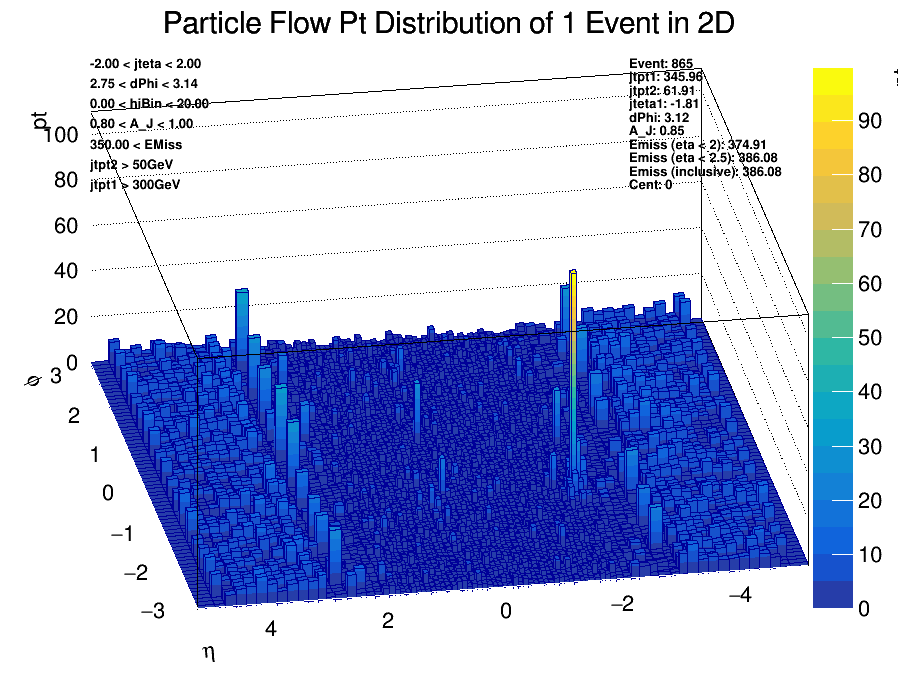 Particle Flow Pt Distribution of 1 Event in 2D
-2.00 < jteta < 2.00
2.75 < dPhi < 3.14
0.00 < hiBin < 20.00
0.80 < A_J < 1.00
350.00 < EMiss
jtpt2 > 50GeV
jtpt1 > 300GeV
Event: 865
jtpt1: 345.96
jtpt2: 61.91
jteta1: -1.81
dPhi: 3.12
A_J: 0.85
Emiss (eta < 2): 374.91
Emiss (eta < 2.5): 386.08
Emiss (inclusive): 386.08
Cent: 0
pt
100
80
60
40
20
0
φ
3
2
1
0
−1
−2
−3
4
2
0
−2
−4
η
90
80
70
60
50
40
30
20
10
0